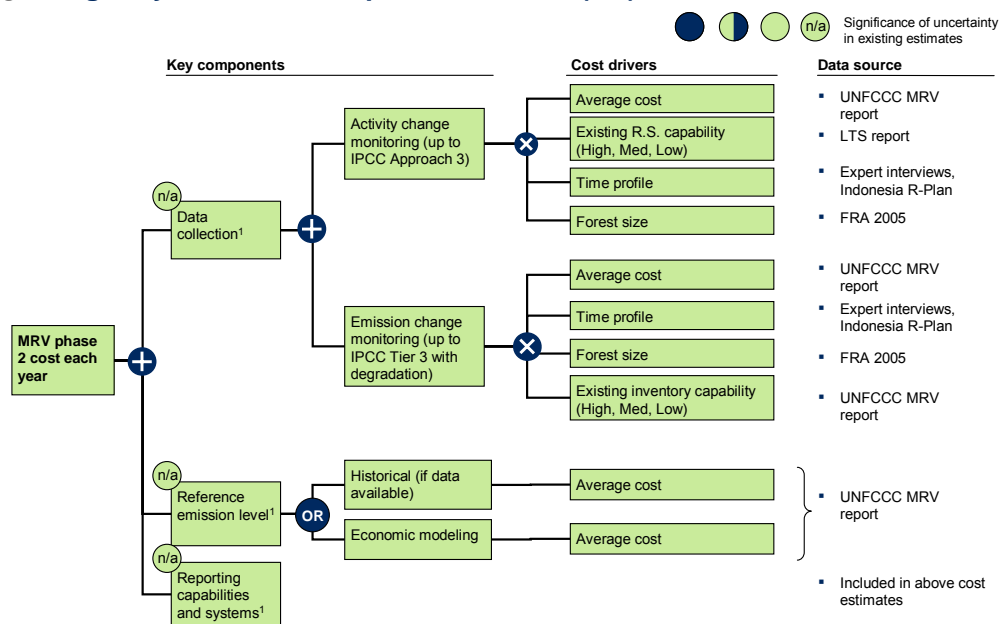 n/a
Significance of uncertainty
in existing estimates
Key components
Cost drivers
Data source
MRV phase
2 cost each
year
n/a
Data
collection1
Activity change
monitoring (up to
IPCC Approach 3)
Average cost
Existing R.S. capability
(High, Med, Low)
Time profile
Forest size
▪ UNFCCC MRV
report
▪ LTS report
▪ Expert interviews,
Indonesia R-Plan
▪ FRA 2005
Emission change
monitoring (up to
IPCC Tier 3 with
degradation)
Average cost
Time profile
Forest size
Existing inventory capability
(High, Med, Low)
▪ UNFCCC MRV
report
▪ Expert interviews,
Indonesia R-Plan
▪ FRA 2005
▪ UNFCCC MRV
report
n/a
Reference
emission level1
OR
Historical (if data
available)
Average cost
Economic modeling
Average cost
▪ UNFCCC MRV
report
n/a
Reporting
capabilities
and systems1
▪ Included in above cost
estimates